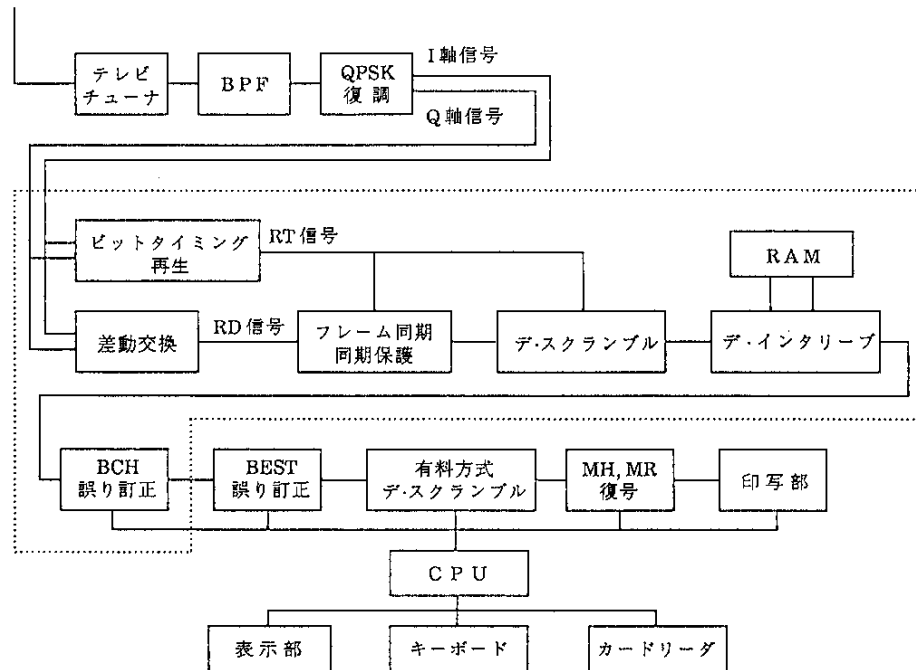 テレビ
チューナ
BPF
QPSK
復調
I軸信号
Q軸信号
ビットタイミング
再生
RT信号
RAM
差動交換
RD信号
フレーム同期
同期保護
デ・スクランブル
デ・インタリーブ
BCH
誤り訂正
BEST
誤り訂正
有料方式
デ・スクランブル
MH, MR
復号
印写部
CPU
表示部
キーボード
カードリーダ